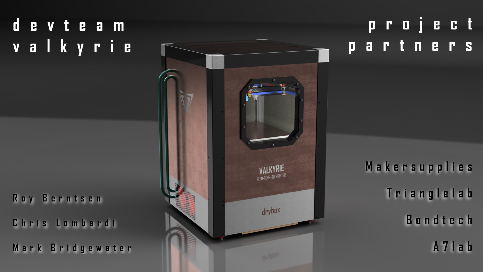 devteam
valkyrie
project
partners
VALKYRIE
drybox
Roy Berntsen
Chris Lombardi
Mark Bridgewater
Makersupplies
Trianglelab
Bondtech
A7lab